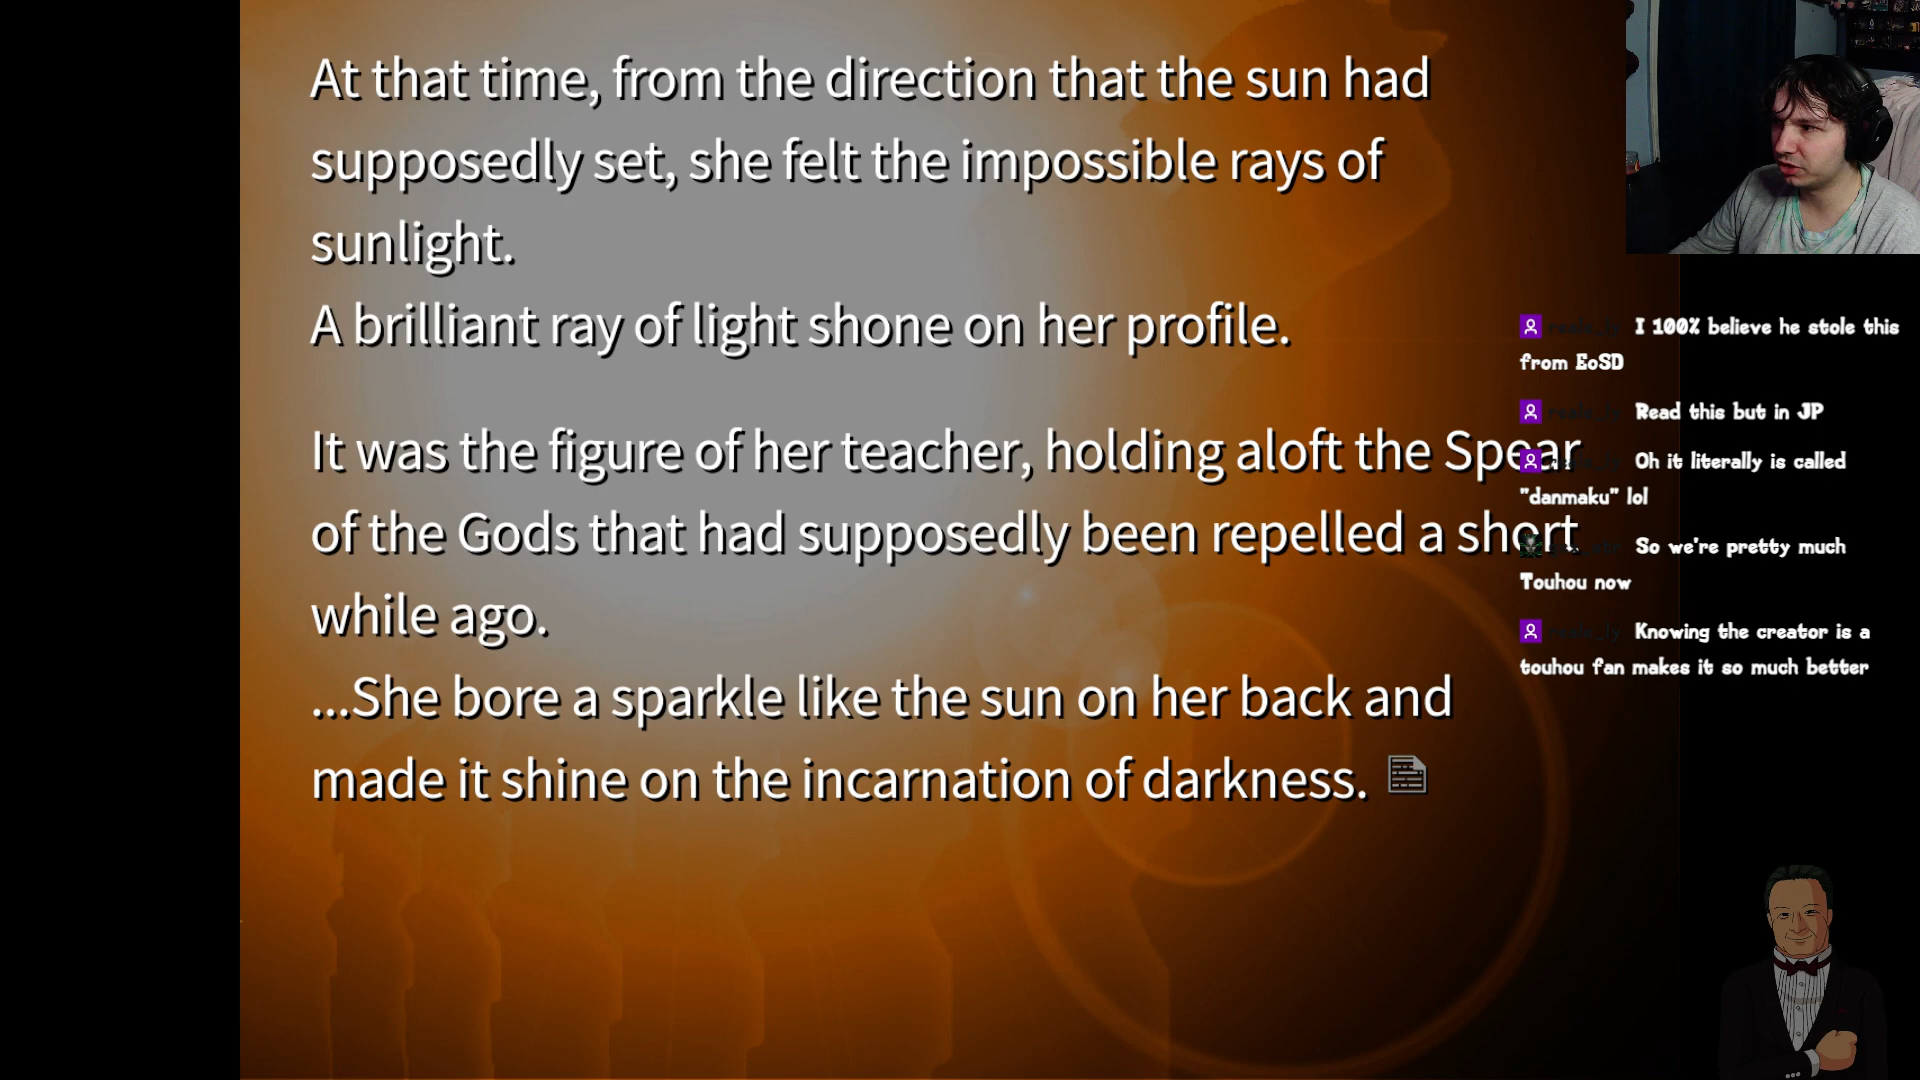 At that time, from the direction that the sun had
supposedly set, she felt the impossible rays of
sunlight.
A brilliant ray of light shone on her profile.
It was the figure of her teacher, holding aloft the Spear
of the Gods that had supposedly been repelled a short
while ago.
...She bore a sparkle like the sun on her back and
made it shine on the incarnation of darkness.
I 100% believe he stole this
from EoSD
Read this but in JP
Oh it literally is called
"danmaku" lol
So we're pretty much
Touhou now
Knowing the creator is a
touhou fan makes it so much better